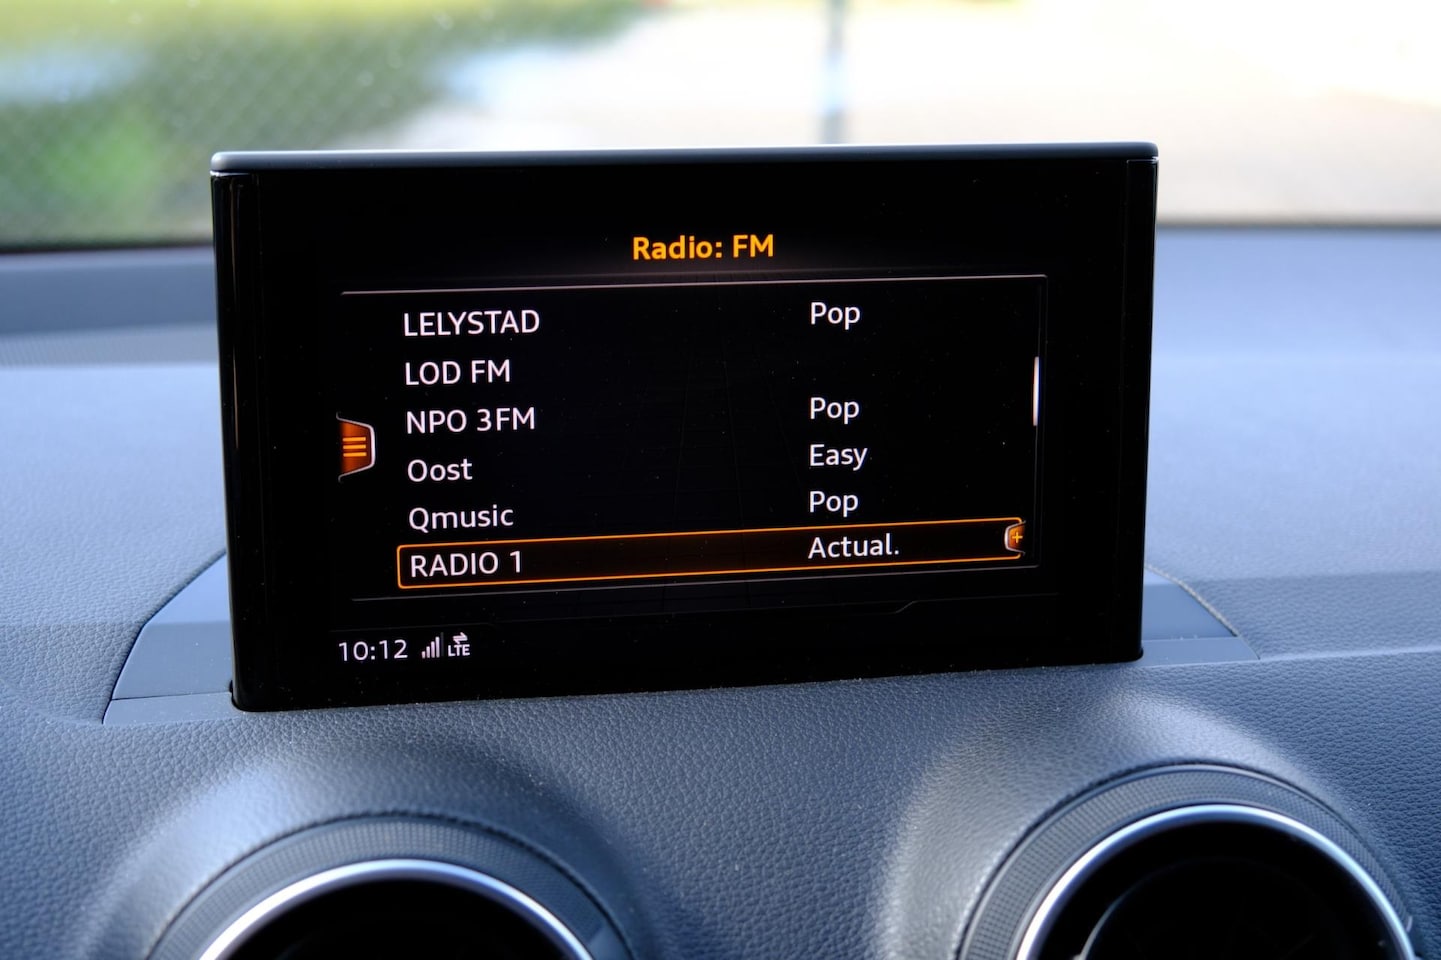 Radio: FM
LELYSTAD Pop
LOD FM
NPO 3FM Pop
Oost Easy
Qmusic Pop
RADIO 1 Actual.
10:12 LTE